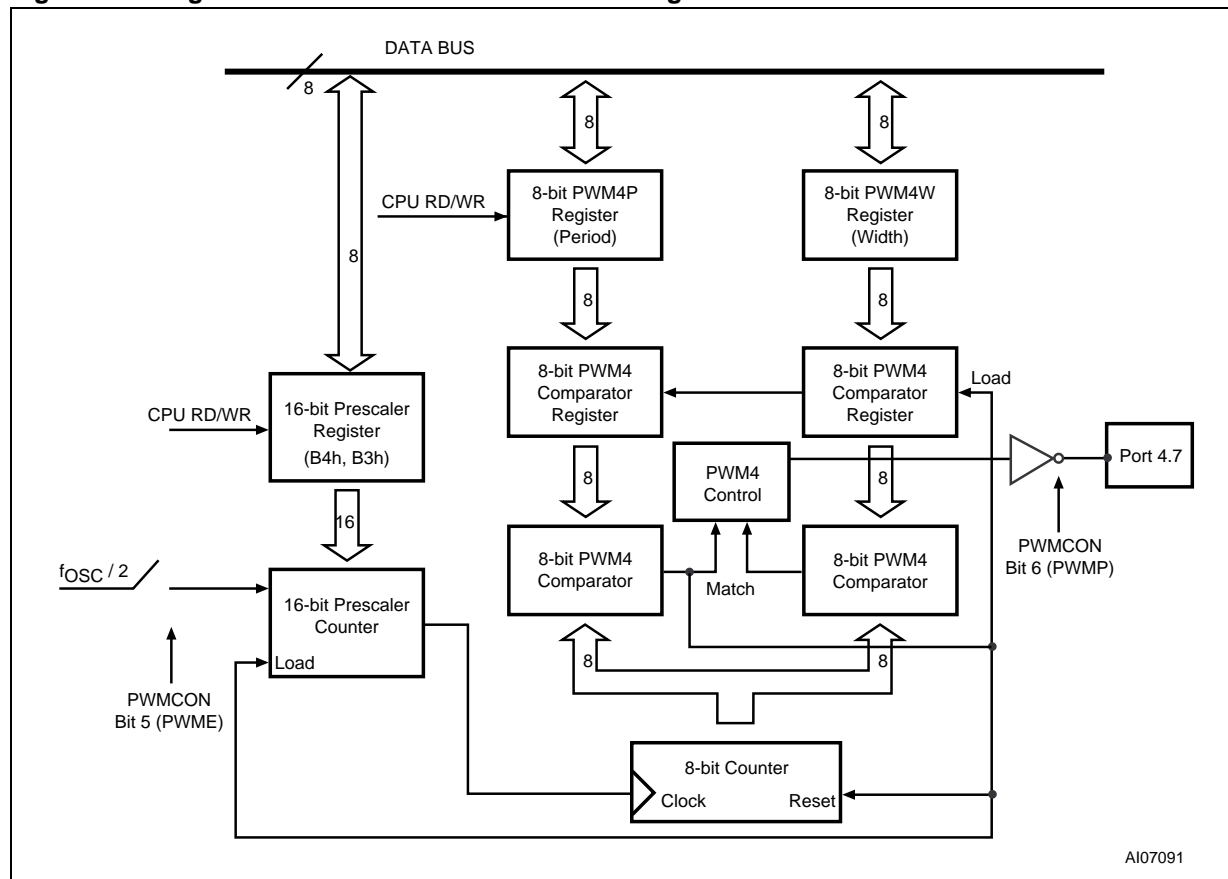 DATA BUS
8
8
8
CPU RD/WR
8-bit PWM4P
Register
(Period)
8-bit PWM4W
Register
(Width)
8
8
8
CPU RD/WR
16-bit Prescaler
Register
(B4h, B3h)
8-bit PWM4
Comparator
Register
8-bit PWM4
Comparator
Register
Load
8
8
PWM4
Control
Port 4.7
16
fOSC / 2
16-bit Prescaler
Counter
Load
8-bit PWM4
Comparator
Match
8-bit PWM4
Comparator
PWMCON
Bit 6 (PWMP)
PWMCON
Bit 5 (PWME)
8
8
8-bit Counter
Clock
Reset
AI07091